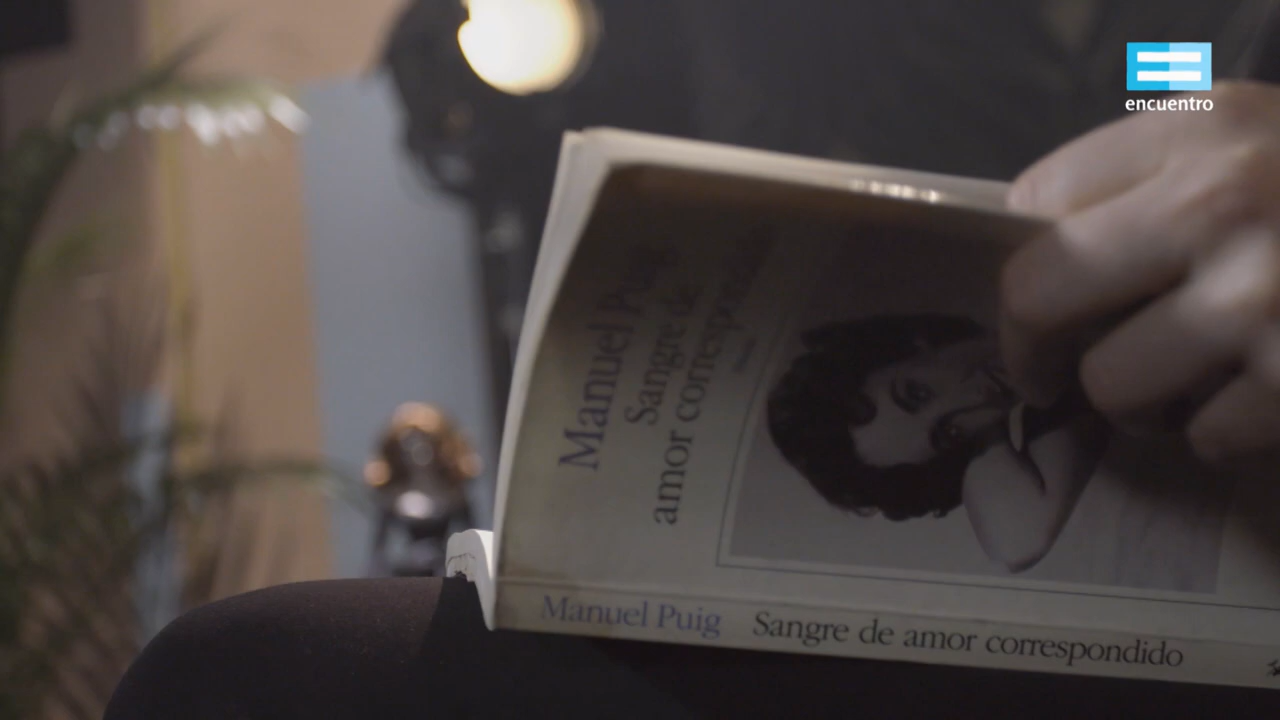 encuentro
Manuel Puig
Sangre de
amor correspondido
Manuel Puig Sangre de amor correspondido